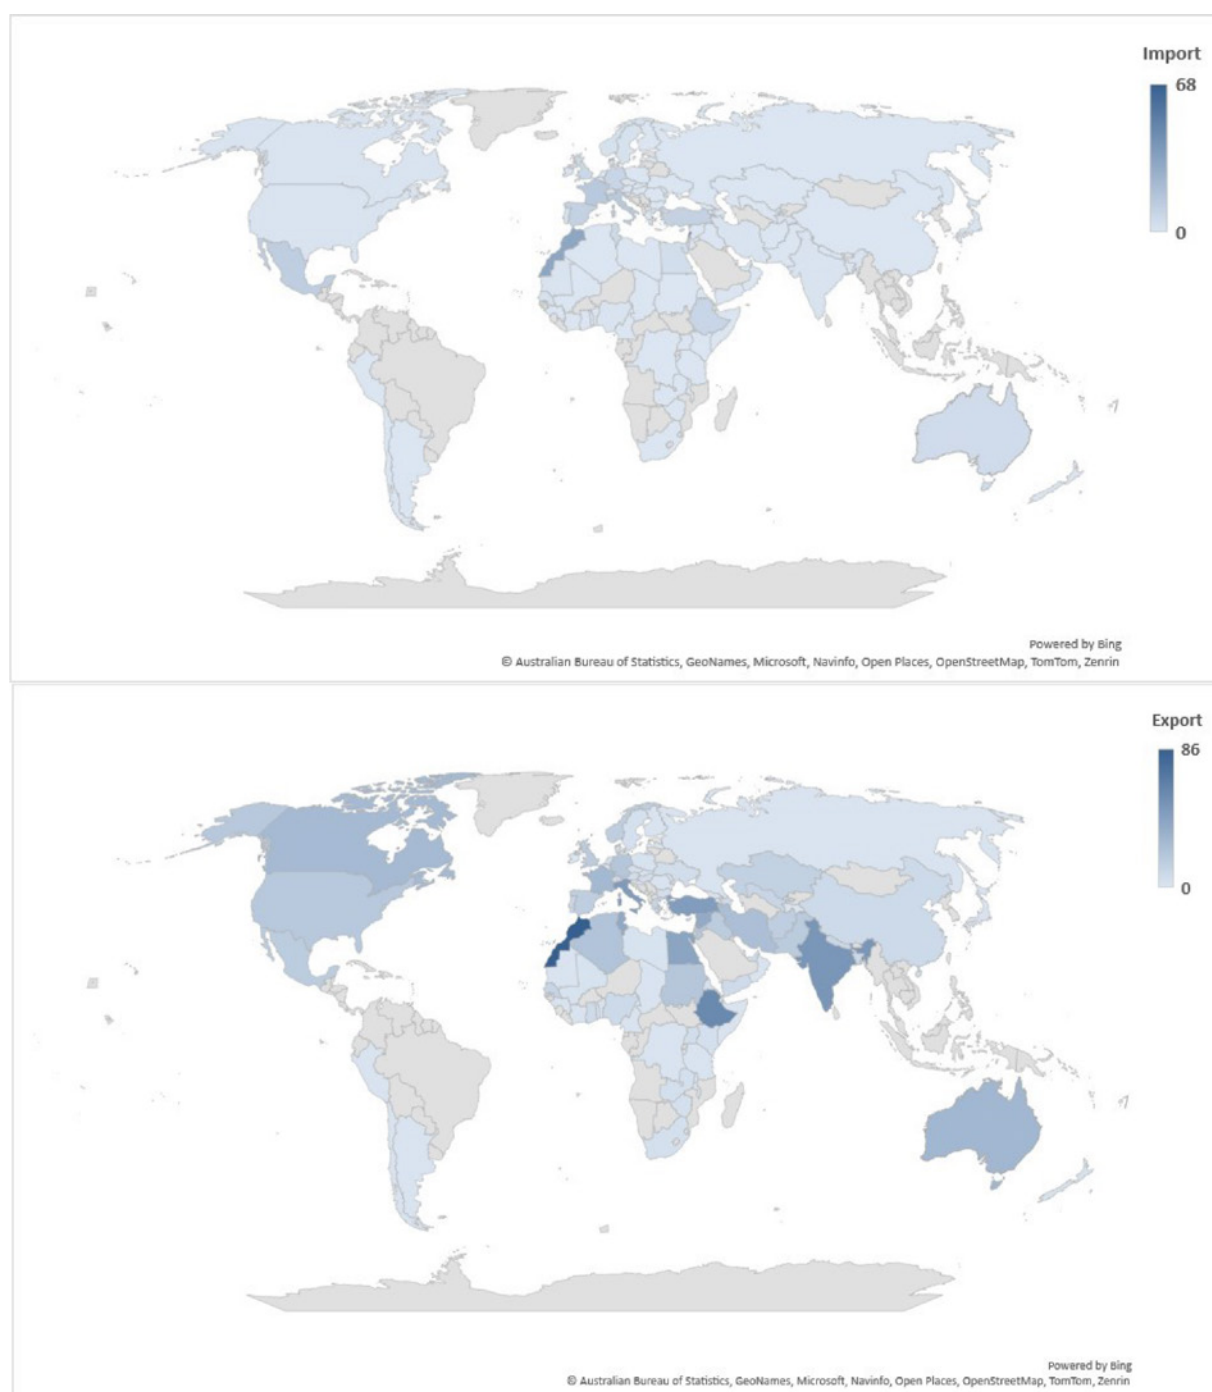 Import
68
0
Powered by Bing
© Australian Bureau of Statistics, GeoNames, Microsoft, Navinfo, Open Places, OpenStreetMap, TomTom, Zenrin
Export
86
0
Powered by Bing
© Australian Bureau of Statistics, GeoNames, Microsoft, Navinfo, Open Places, OpenStreetMap, TomTom, Zenrin